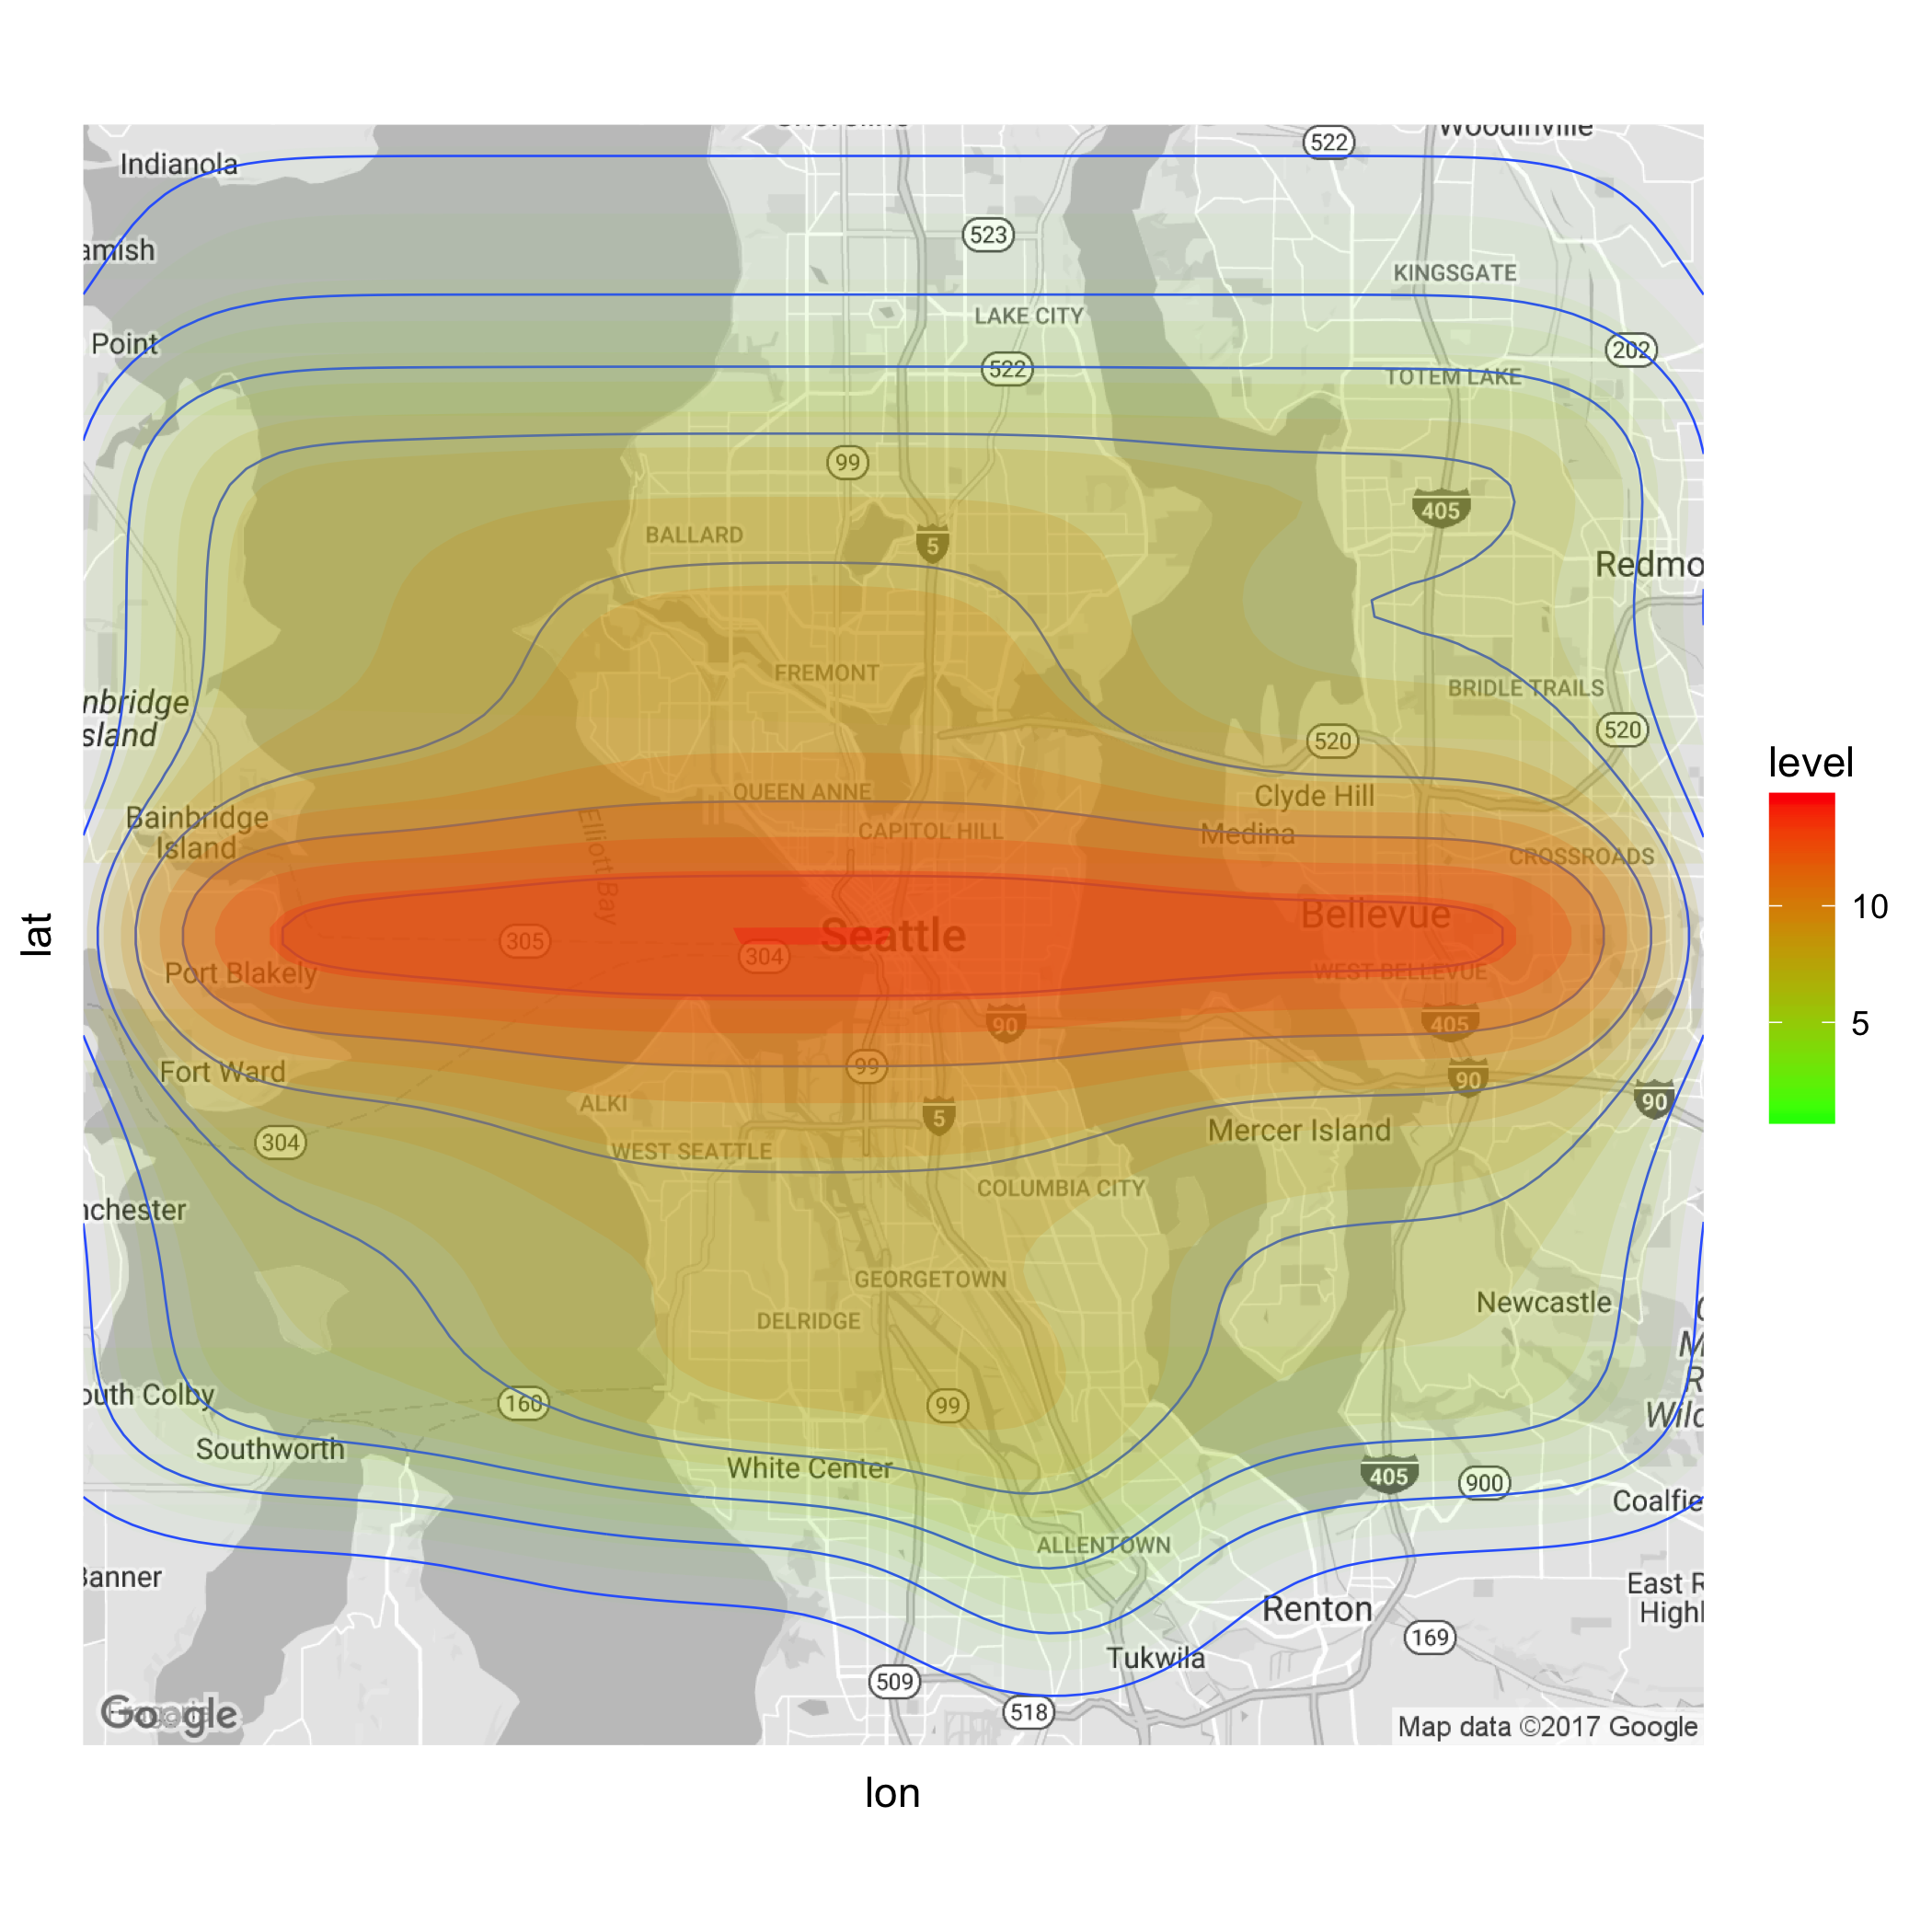 Woodinville
522
Indianola
523
amish
KINGSGATE
LAKE CITY
Point
202
522
TOTEM LAKE
99
405
BALLARD
5
Redmo
FREMONT
BRIDLE TRAILS
nbridge
sland
520
520
level
QUEEN ANNE
Clyde Hill
Bainbridge
Island
Elliott Bay
CAPITOL HILL
Medina
CROSSROADS
10
Bellevue
Seattle
lat
305
304
Port Blakely
WEST BELLEVUE
90
405
5
Fort Ward
99
90
ALKI
90
5
304
Mercer Island
WEST SEATTLE
COLUMBIA CITY
nchester
GEORGETOWN
Newcastle
DELRIDGE
M
R
outh Colby
160
99
Wild
Southworth
White Center
405
900
Coalfie
ALLENTOWN
Banner
East R
Highl
Renton
169
Tukwila
509
518
Google
Map data ©2017 Google
lon